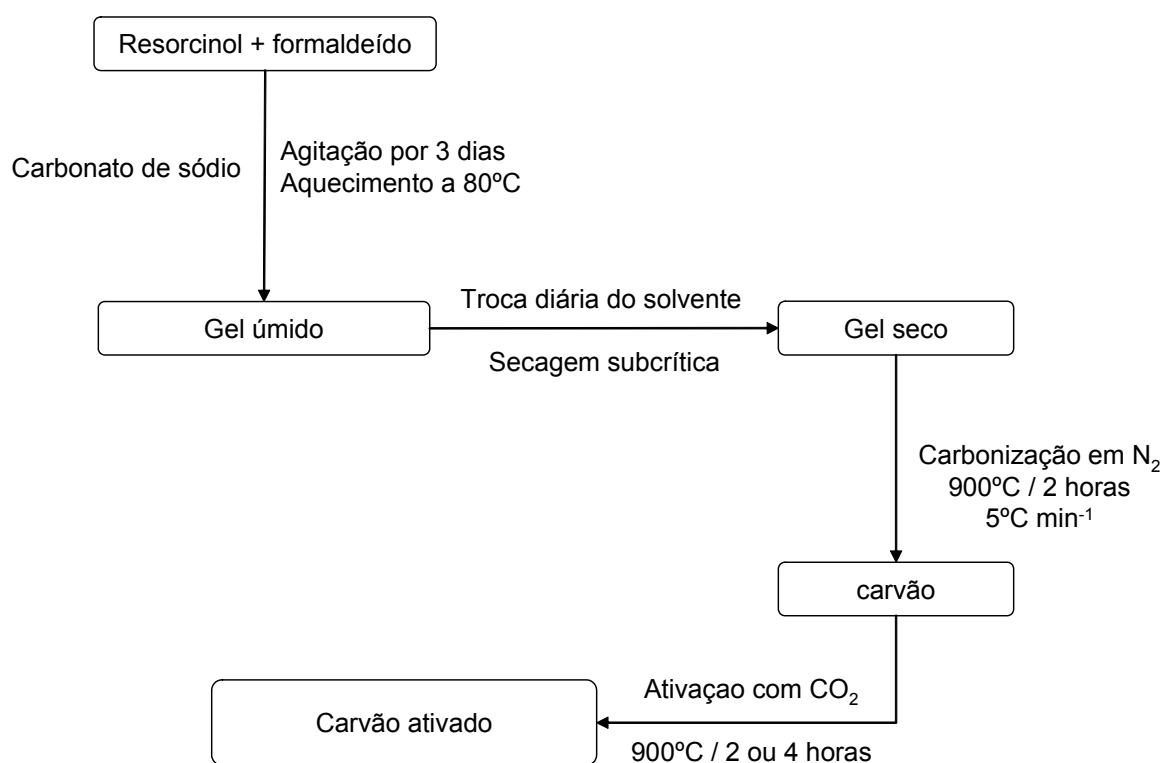 Resorcinol + formaldeído
Carbonato de sódio
Agitação por 3 dias
Aquecimento a 80ºC
Gel úmido
Troca diária do solvente
Secagem subcrítica
Gel seco
Carbonização em N₂
900ºC / 2 horas
5ºC min⁻¹
carvão
Ativaçao com CO₂
900ºC / 2 ou 4 horas
Carvão ativado